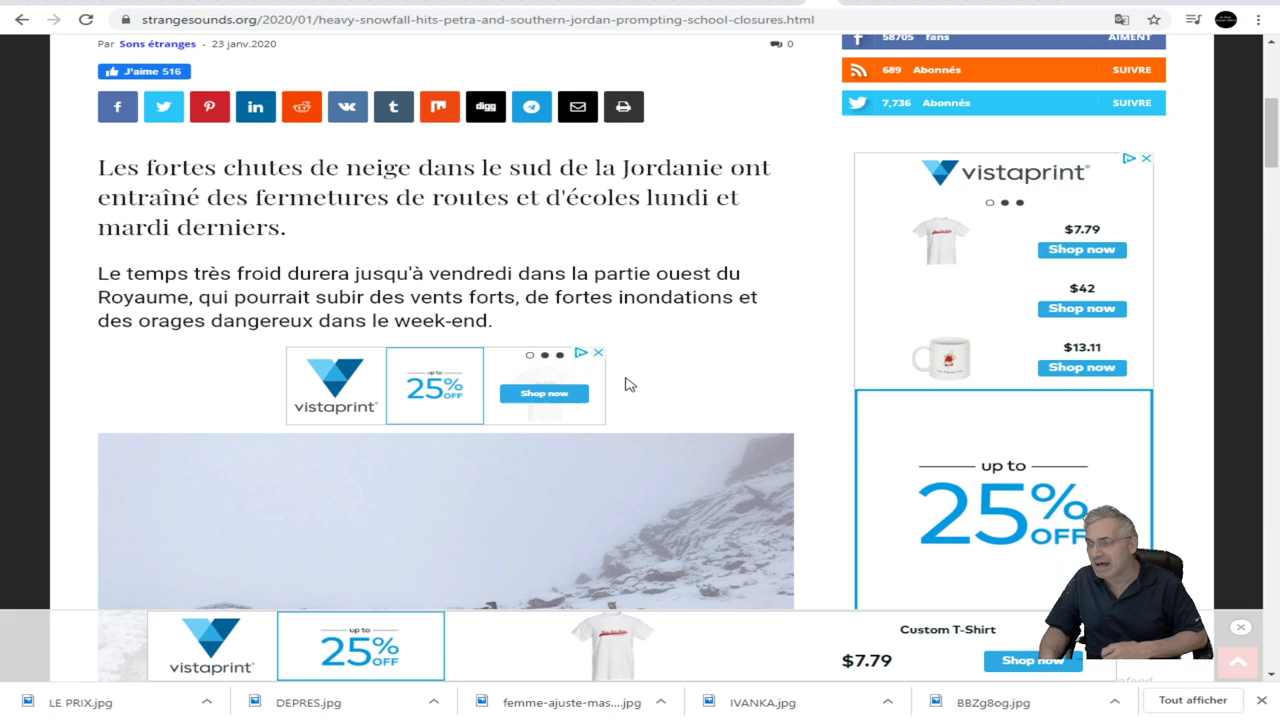 strangesounds.org/2020/01/heavy-snowfall-hits-petra-and-southern-jordan-prompting-school-closures.html
Par Sons étranges - 23 janv.2020
0
J'aime 516
digg
58705 fans AIMENT
689 Abonnés SUIVRE
7,736 Abonnés SUIVRE
Les fortes chutes de neige dans le sud de la Jordanie ont
entraîné des fermetures de routes et d'écoles lundi et
mardi derniers.
Le temps très froid durera jusqu'à vendredi dans la partie ouest du
Royaume, qui pourrait subir des vents forts, de fortes inondations et
des orages dangereux dans le week-end.
vistaprint
up to
25%
OFF
Shop now
vistaprint
$7.79
Shop now
$42
Shop now
$13.11
Shop now
up to
25%
OFF
vistaprint
up to
25%
OFF
Custom T-Shirt
$7.79
Shop now
LE PRIX.jpg
DEPRES.jpg
femme-ajuste-mas....jpg
IVANKA.jpg
BBZg8og.jpg
Tout afficher